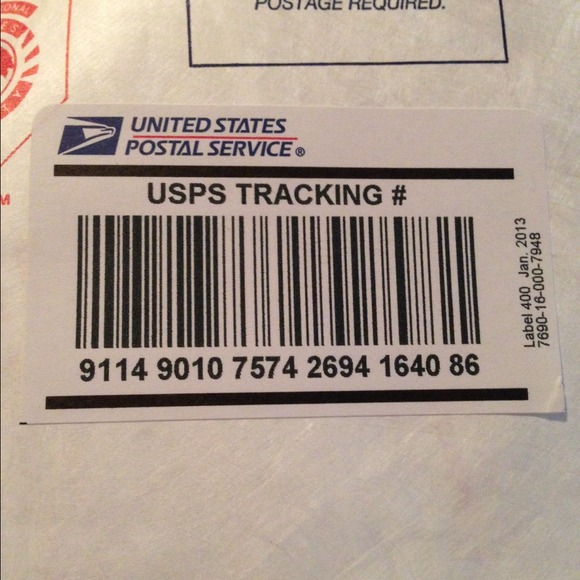 POSTAGE REQUIRED.
UNITED STATES
POSTAL SERVICE®
USPS TRACKING #
9114 9010 7574 2694 1640 86
Label 400 Jan. 2013
7690-16-000-7948